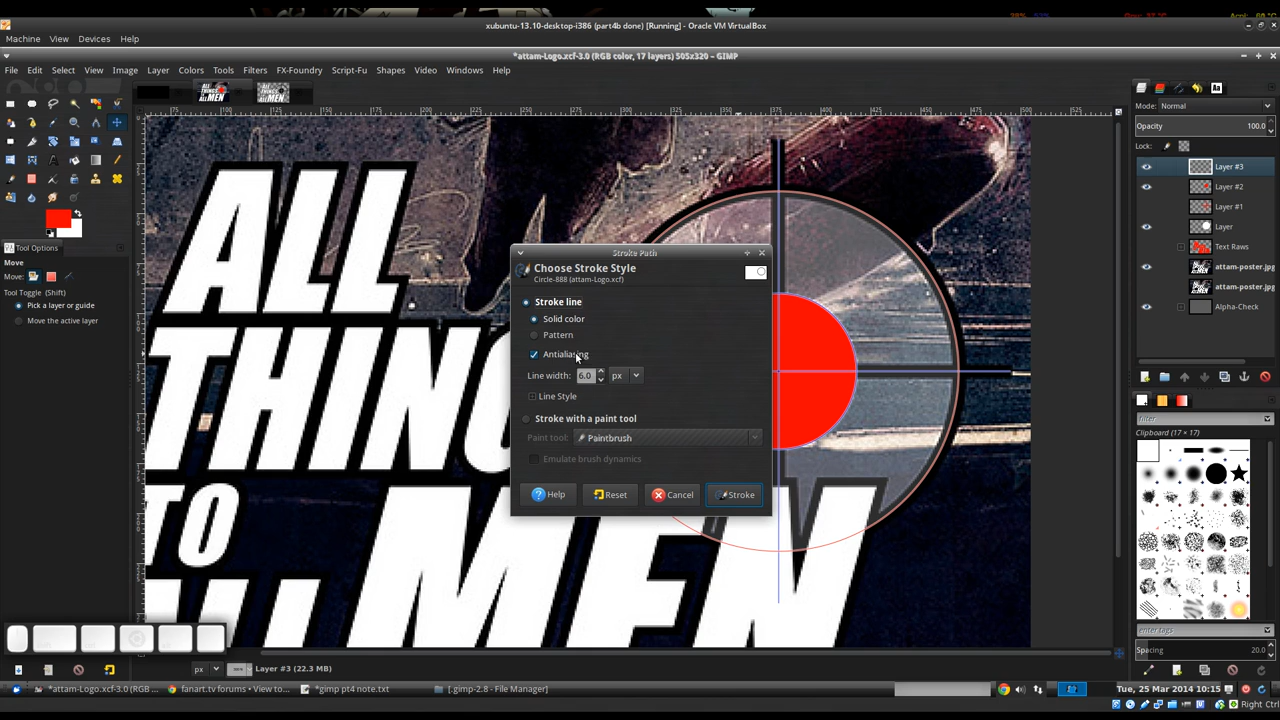 xubuntu-13.10-desktop-i386 (part4b done) [Running] - Oracle VM VirtualBox
Machine View Devices Help
*attam-Logo.xcf-3.0 (RGB color, 17 layers) 505x320 – GIMP
File Edit Select View Image Layer Colors Tools Filters FX-Foundry Script-Fu Shapes Video Windows Help
Mode: Normal
Opacity 100.0
Lock:
Layer #3
Layer #2
Layer #1
Layer
Text Raws
attam-poster.jpg
attam-poster.jpg
Alpha-Check
Tool Options
Move
Move:
Tool Toggle (Shift)
Pick a layer or guide
Move the active layer
ALL
THING
TO
ALL MEN
Stroke Path
Choose Stroke Style
Circle-888 (attam-Logo.xcf)
Stroke line
Solid color
Pattern
Antialiasing
Line width: 6.0 px
Line Style
Stroke with a paint tool
Paint tool: Paintbrush
Emulate brush dynamics
Help Reset Cancel Stroke
filter
Clipboard (17 × 17)
enter tags
Spacing 20.0
px Layer #3 (22.3 MB)
*attam-Logo.xcf-3.0 (RGB ... fanart.tv forums • View to... *gimp pt4 note.txt [.gimp-2.8 - File Manager] Tue, 25 Mar 2014 10:15
Right Ctrl